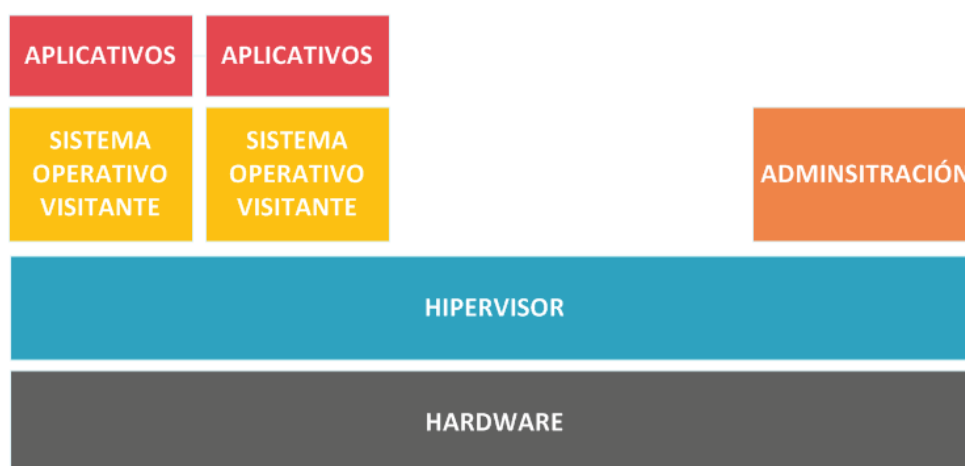 APLICATIVOS
APLICATIVOS
SISTEMA
OPERATIVO
VISITANTE
SISTEMA
OPERATIVO
VISITANTE
ADMINSITRACIÓN
HIPERVISOR
HARDWARE